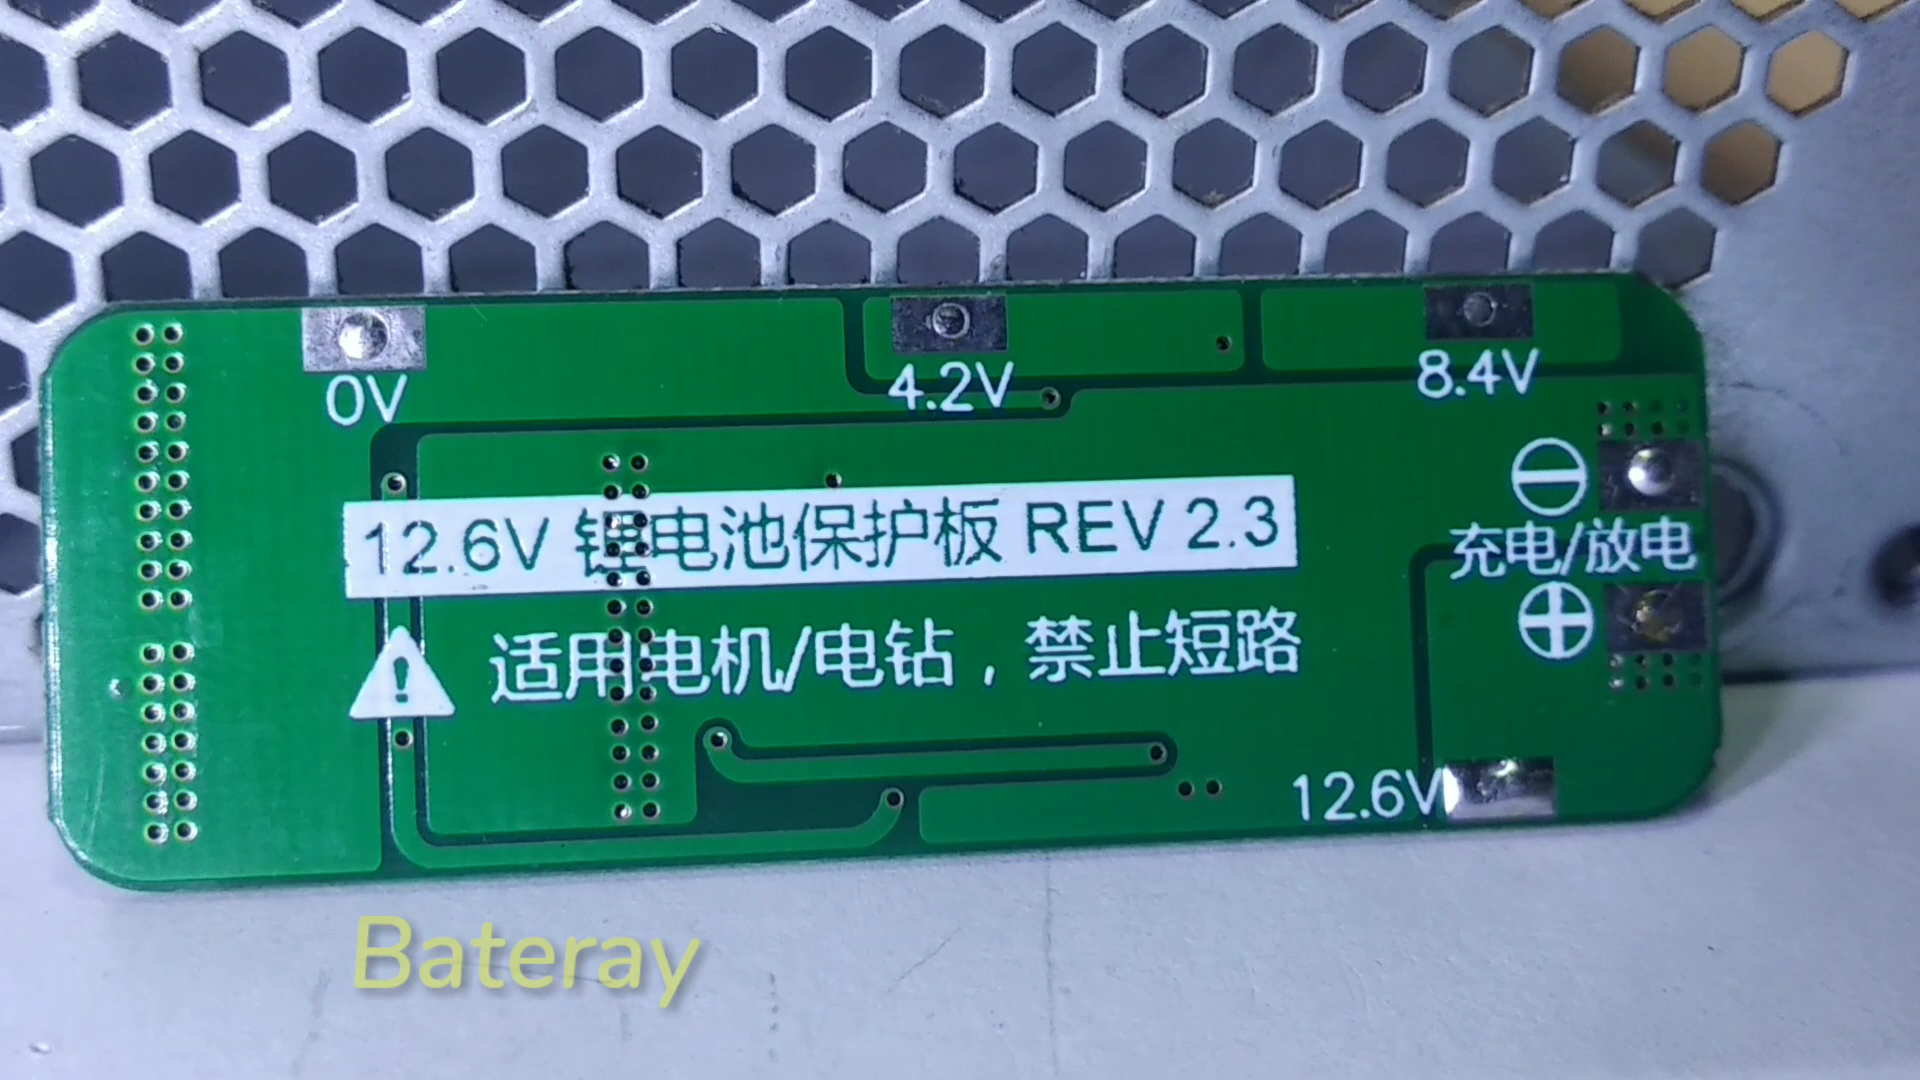 0V
4.2V
8.4V
⊖
充电/放电
⊕
12.6V 锂电池保护板 REV 2.3
适用电机/电钻，禁止短路
12.6V
Bateray